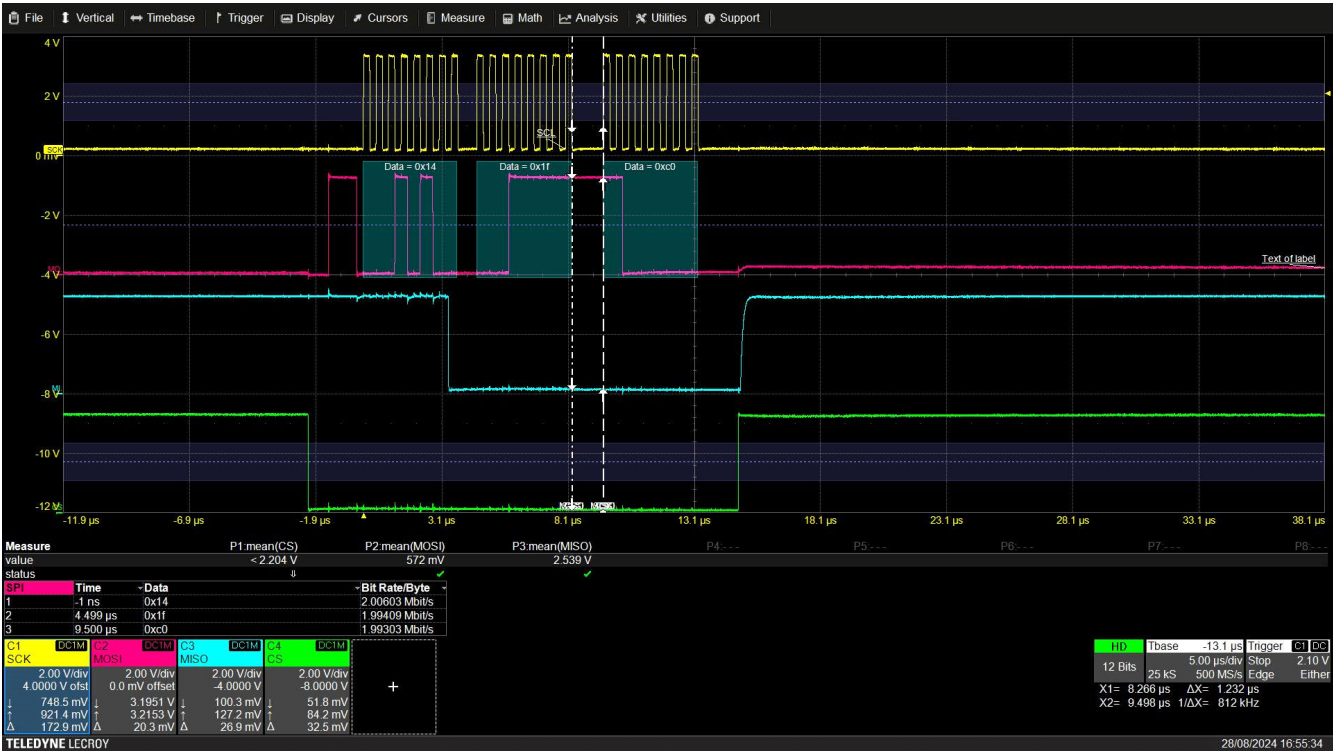 File Vertical Timebase Trigger Display Cursors Measure Math Analysis Utilities Support
4 V
2 V
SCL
SCK
0 mV
Data = 0x14 Data = 0x1f Data = 0xc0
-2 V
Text of label
-4 V
-6 V
-8 V
-10 V
-12 V
-11.9 µs -6.9 µs -1.9 µs 3.1 µs 8.1 µs 13.1 µs 18.1 µs 23.1 µs 28.1 µs 33.1 µs 38.1 µs
Measure P1:mean(CS) P2:mean(MOSI) P3:mean(MISO) P4:- - - P5:- - - P6:- - - P7:- - - P8:- - -
value < 2.204 V 572 mV 2.539 V
status
SPI Time Data Bit Rate/Byte
1 -1 ns 0x14 2.00603 Mbit/s
2 4.499 µs 0x1f 1.99409 Mbit/s
3 9.500 µs 0xc0 1.99303 Mbit/s
C1 DC1M C2 DC1M C3 DC1M C4 DC1M
SCK MOSI MISO CS
2.00 V/div 2.00 V/div 2.00 V/div 2.00 V/div
4.0000 V ofst 0.0 mV offset -4.0000 V -8.0000 V
↓ 748.5 mV ↓ 3.1951 V ↓ 100.3 mV ↓ 51.8 mV
↑ 921.4 mV ↑ 3.2153 V ↑ 127.2 mV ↑ 84.2 mV
Δ 172.9 mV Δ 20.3 mV Δ 26.9 mV Δ 32.5 mV
HD Tbase -13.1 µs Trigger C1 DC
12 Bits 5.00 µs/div Stop 2.10 V
25 kS 500 MS/s Edge Either
X1= 8.266 µs ΔX= 1.232 µs
X2= 9.498 µs 1/ΔX= 812 kHz
TELEDYNE LECROY 28/08/2024 16:55:34